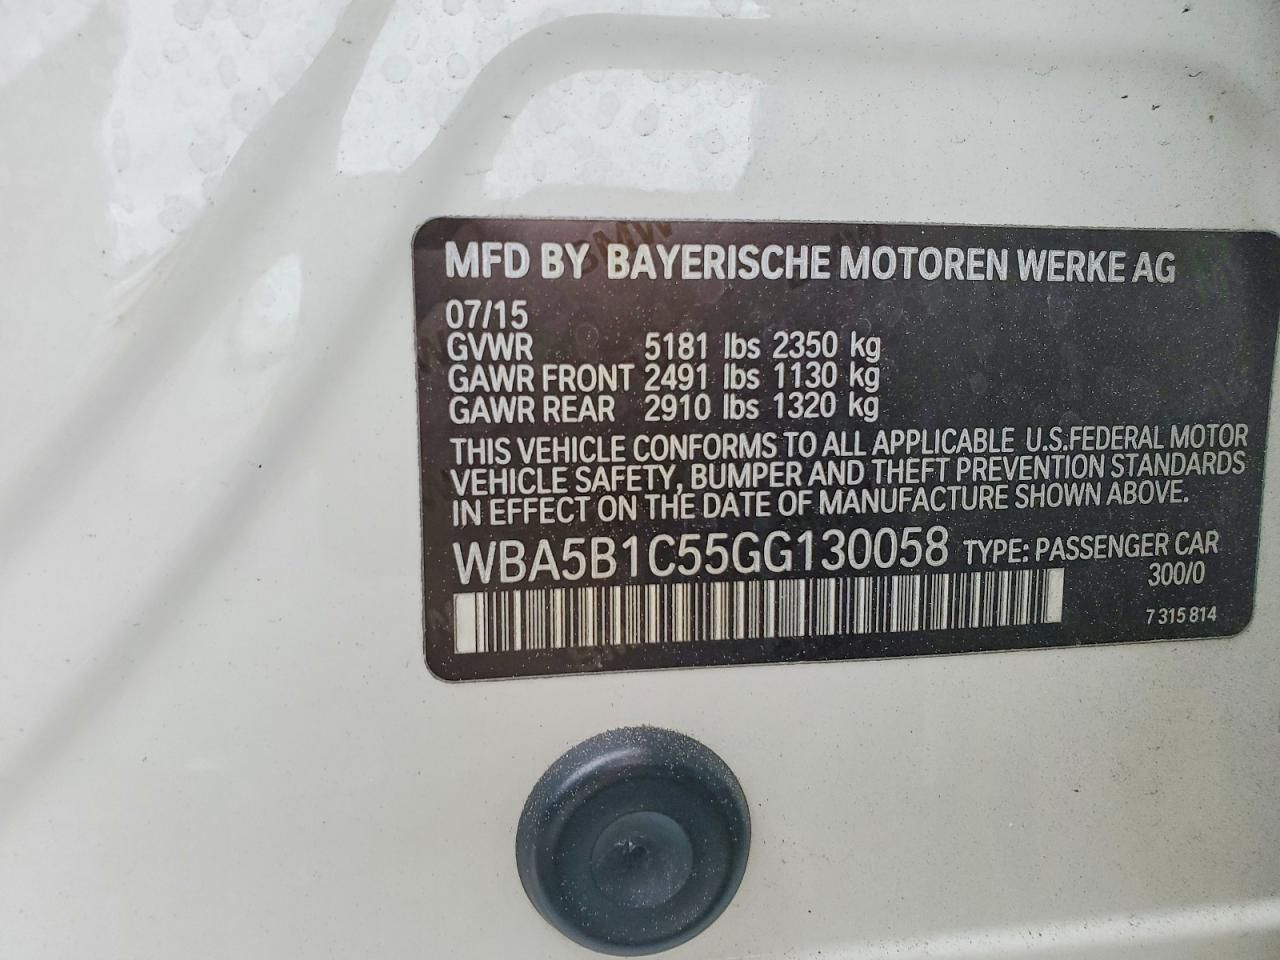 MFD BY BAYERISCHE MOTOREN WERKE AG
07/15
GVWR 5181 lbs 2350 kg
GAWR FRONT 2491 lbs 1130 kg
GAWR REAR 2910 lbs 1320 kg
THIS VEHICLE CONFORMS TO ALL APPLICABLE U.S.FEDERAL MOTOR
VEHICLE SAFETY, BUMPER AND THEFT PREVENTION STANDARDS
IN EFFECT ON THE DATE OF MANUFACTURE SHOWN ABOVE.
WBA5B1C55GG130058 TYPE: PASSENGER CAR
300/0
7 315 814